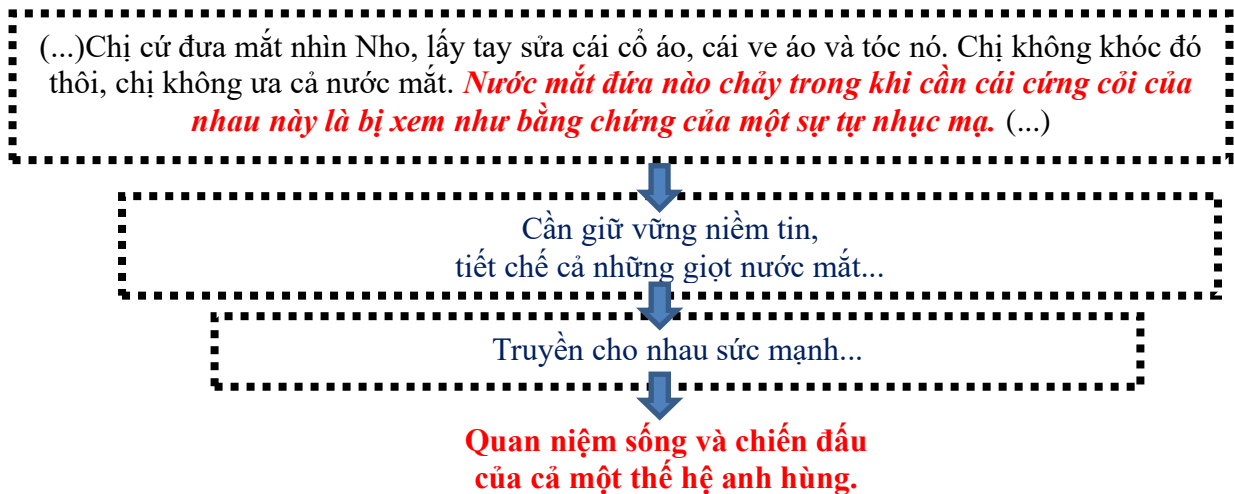 (...)Chị cứ đưa mắt nhìn Nho, lấy tay sửa cái cổ áo, cái ve áo và tóc nó. Chị không khóc đó
thôi, chị không ưa cả nước mắt. Nước mắt đứa nào chảy trong khi cần cái cứng cỏi của
nhau này là bị xem như bằng chứng của một sự tự nhục mạ. (...)
Cần giữ vững niềm tin,
tiết chế cả những giọt nước mắt...
Truyền cho nhau sức mạnh...
Quan niệm sống và chiến đấu
của cả một thế hệ anh hùng.